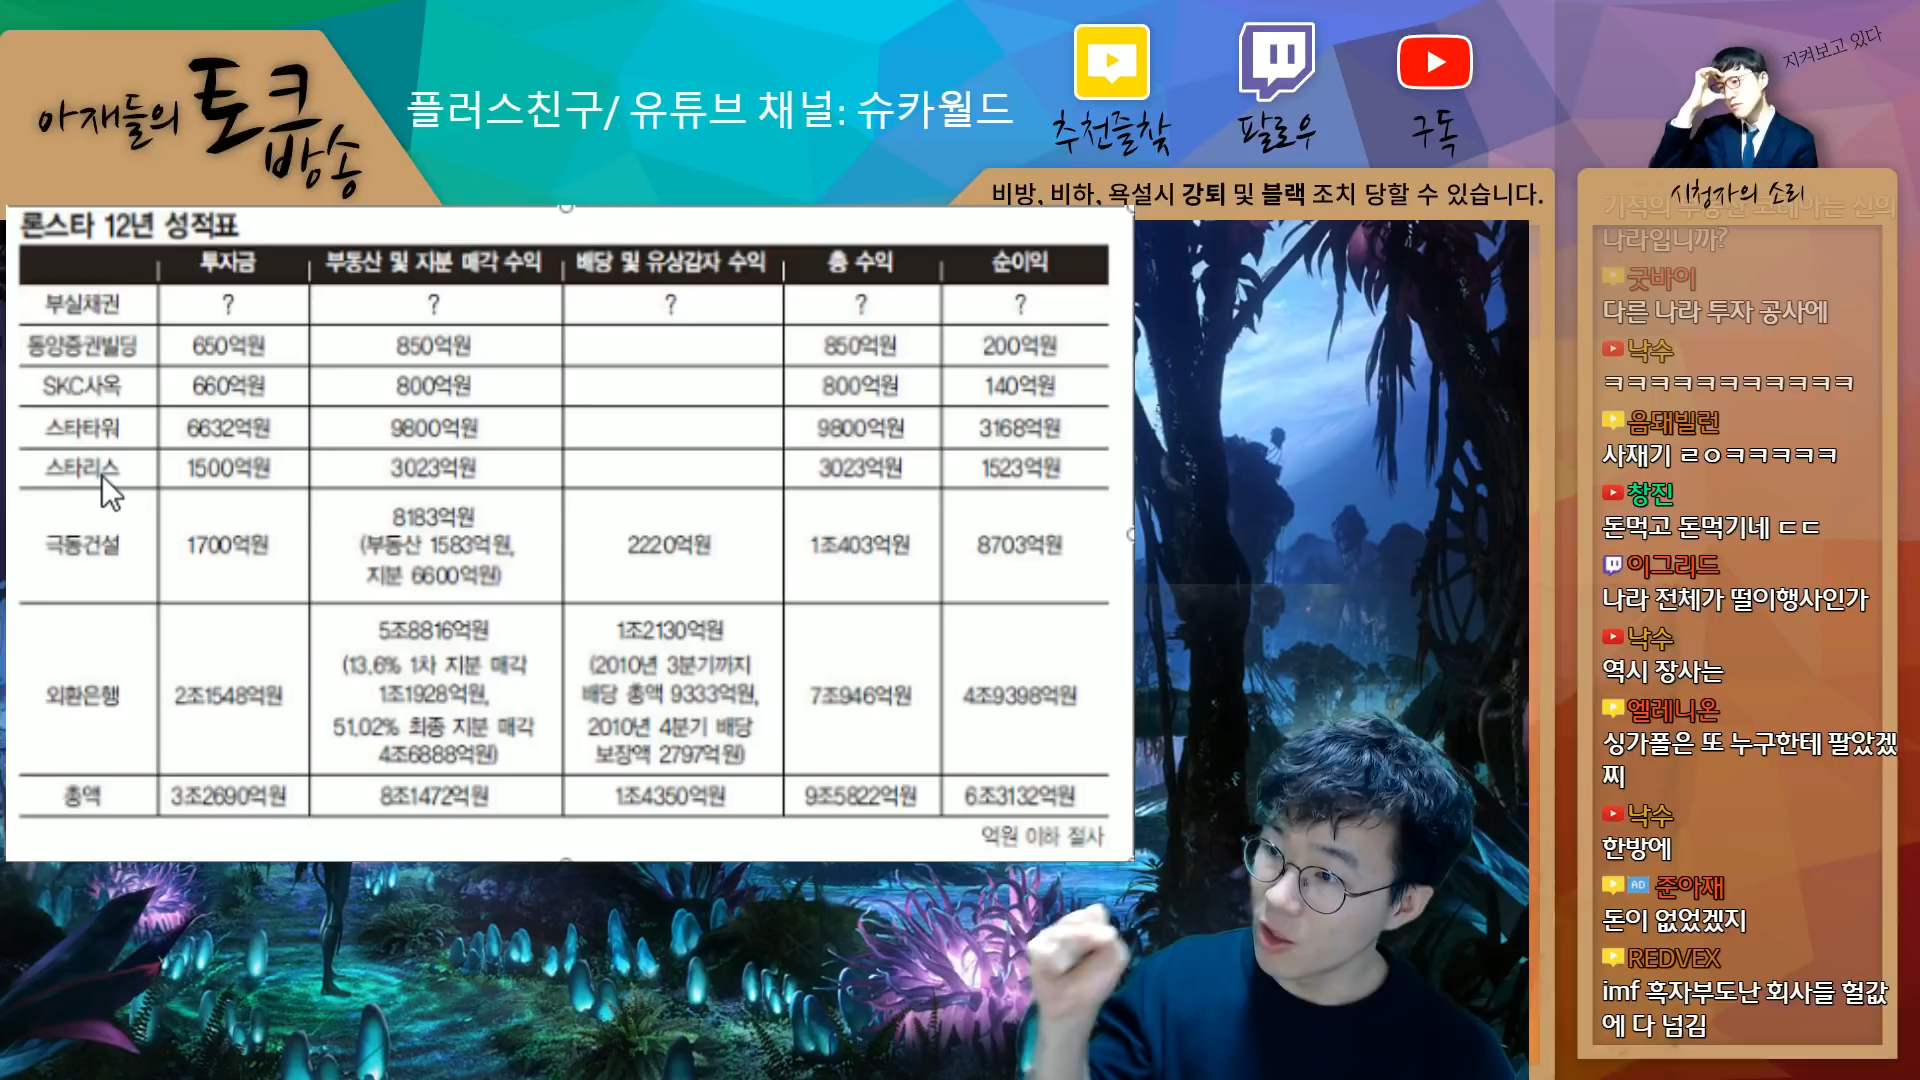 아재들의 토크
방송
플러스친구/ 유튜브 채널: 슈카월드
추천즐찾
팔로우
구독
지켜보고 있다
비방, 비하, 욕설시 강퇴 및 블랙 조치 당할 수 있습니다.
론스타 12년 성적표
투자금 부동산 및 지분 매각 수익 배당 및 유상감자 수익 총 수익 순이익
부실채권 ? ? ? ? ?
동양증권빌딩 650억원 850억원 850억원 200억원
SKC사옥 660억원 800억원 800억원 140억원
스타타워 6632억원 9800억원 9800억원 3168억원
스타리스 1500억원 3023억원 3023억원 1523억원
극동건설 1700억원 8183억원
(부동산 1583억원,
지분 6600억원) 2220억원 1조403억원 8703억원
외환은행 2조1548억원 5조8816억원
(13.6% 1차 지분 매각
1조1928억원,
51.02% 최종 지분 매각
4조6888억원) 1조2130억원
(2010년 3분기까지
배당 총액 9333억원,
2010년 4분기 배당
보장액 2797억원) 7조946억원 4조9398억원
총액 3조2690억원 8조1472억원 1조4350억원 9조5822억원 6조3132억원
억원 이하 절사
시청자의 소리
기적의 부동산 코레아는 신의
나라입니까?
굿바이
다른 나라 투자 공사에
낙수
ㅋㅋㅋㅋㅋㅋㅋㅋㅋㅋㅋ
음돼빌런
사재기 ㄹㅇㅋㅋㅋㅋㅋ
창진
돈먹고 돈먹기네 ㄷㄷ
이그리드
나라 전체가 떨이행사인가
낙수
역시 장사는
엘레니온
싱가폴은 또 누구한테 팔았겠
찌
낙수
한방에
AD 준아재
돈이 없었겠지
REDVEX
imf 흑자부도난 회사들 헐값
에 다 넘김